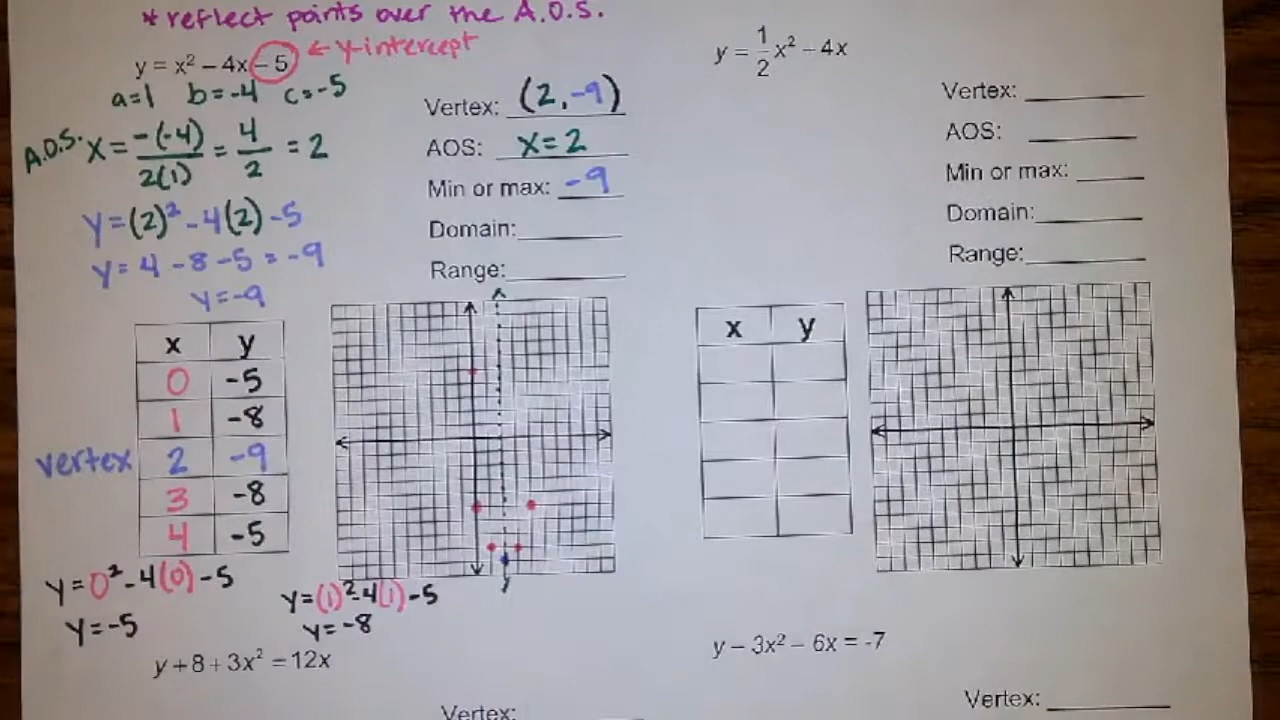 *reflect points over the A.O.S.
y = x² – 4x – 5 ← y-intercept
a=1 b=-4 c=-5
A.O.S. x = -(-4)/2(1) = 4/2 = 2
y=(2)²-4(2)-5
y=4-8-5=-9
y=-9
Vertex: (2,-9)
AOS: x=2
Min or max: -9
Domain:
Range:
x y
0 -5
1 -8
vertex 2 -9
3 -8
4 -5
y=0²-4(0)-5
y=-5
y=(1)²-4(1)-5
y=-8
y = 1/2 x² – 4x
Vertex:
AOS:
Min or max:
Domain:
Range:
x y
y + 8 + 3x² = 12x
Vertex:
y – 3x² – 6x = -7
Vertex: